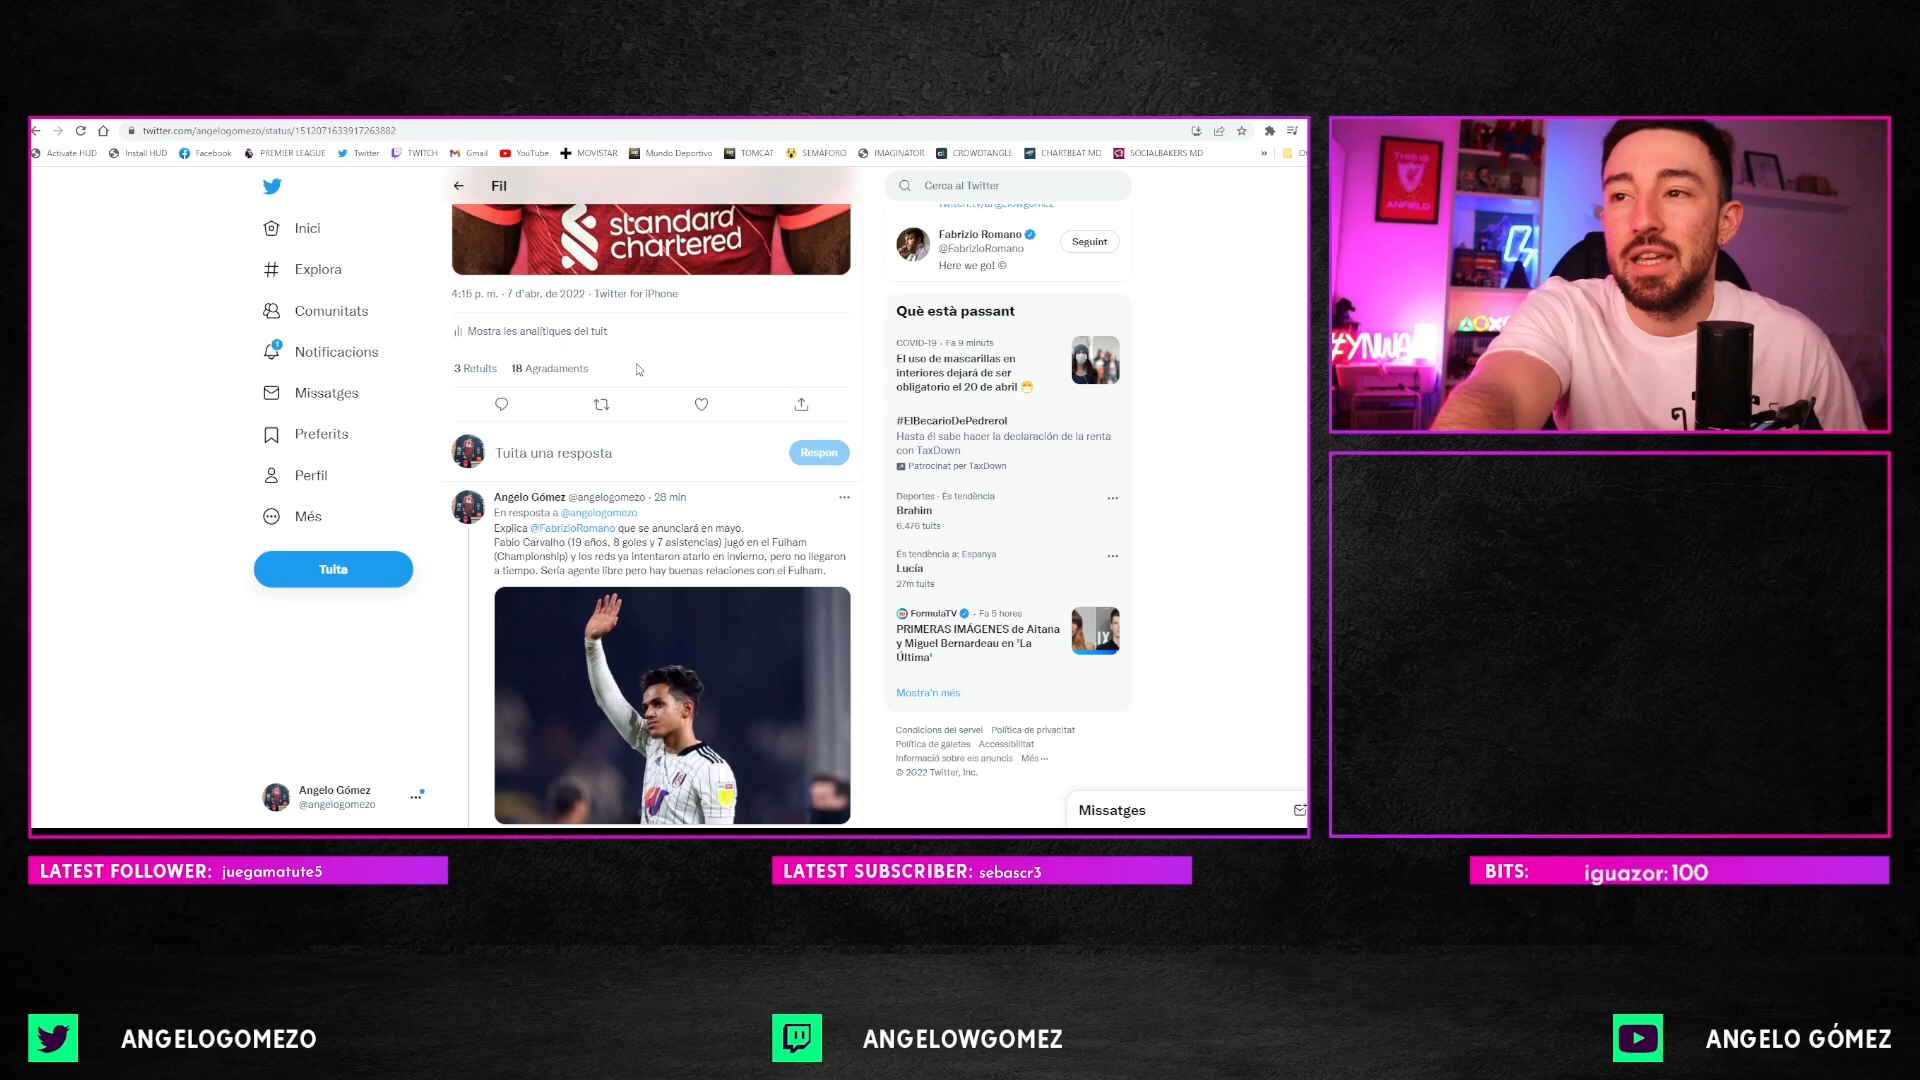 twitter.com/angelogomezo/status/1512071633917263882
Activate HUD Install HUD Facebook PREMIER LEAGUE Twitter TWITCH Gmail YouTube MOVISTAR Mundo Deportivo TOMCAT SEMÁFORO IMAGINATOR CROWDTANGLE CHARTBEAT MD SOCIALBAKERS MD »
Inici
Explora
Comunitats
1
Notificacions
Missatges
Preferits
Perfil
Més
Tuita
Angelo Gómez
@angelogomezo
Fil
standard
chartered
4:15 p. m. · 7 d'abr. de 2022 · Twitter for iPhone
Mostra les analítiques del tuit
3 Retuits 18 Agradaments
Tuita una resposta
Respon
Angelo Gómez @angelogomezo · 28 min
En resposta a @angelogomezo
Explica @FabrizioRomano que se anunciará en mayo.
Fabio Carvalho (19 años, 8 goles y 7 asistencias) jugó en el Fulham
(Championship) y los reds ya intentaron atarlo en invierno, pero no llegaron
a tiempo. Sería agente libre pero hay buenas relaciones con el Fulham.
Cerca al Twitter
twitch.tv/angelowgomez
Fabrizio Romano
@FabrizioRomano
Seguint
Here we go! ©
Què està passant
COVID-19 · Fa 9 minuts
El uso de mascarillas en
interiores dejará de ser
obligatorio el 20 de abril 😷
#ElBecarioDePedrerol
Hasta él sabe hacer la declaración de la renta
con TaxDown
Patrocinat per TaxDown
Deportes · És tendència
Brahim
6.476 tuits
És tendència a: Espanya
Lucía
27m tuits
FormulaTV · Fa 5 hores
PRIMERAS IMÁGENES de Aitana
y Miguel Bernardeau en 'La
Última'
Mostra'n més
Condicions del servei Política de privacitat
Política de galetes Accessibilitat
Informació sobre els anuncis Més
© 2022 Twitter, Inc.
Missatges
THIS IS
ANFIELD
#YNWA
LATEST FOLLOWER: juegamatute5
LATEST SUBSCRIBER: sebascr3
BITS: iguazor: 100
ANGELOGOMEZO
ANGELOWGOMEZ
ANGELO GÓMEZ